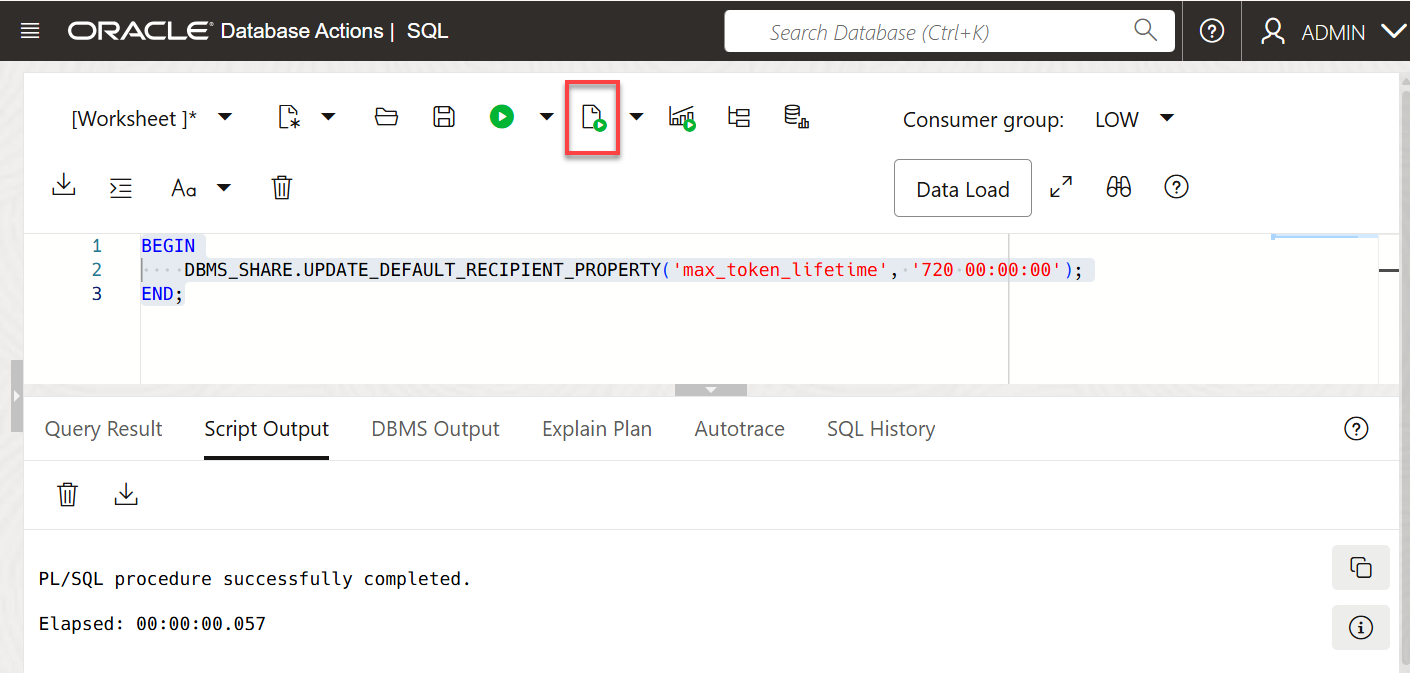 ORACLE Database Actions | SQL
Search Database (Ctrl+K)
ADMIN
[Worksheet ]*
Consumer group: LOW
Aa
Data Load
1 BEGIN
2 ····DBMS_SHARE.UPDATE_DEFAULT_RECIPIENT_PROPERTY('max_token_lifetime',·'720·00:00:00');
3 END;
Query Result Script Output DBMS Output Explain Plan Autotrace SQL History
PL/SQL procedure successfully completed.
Elapsed: 00:00:00.057